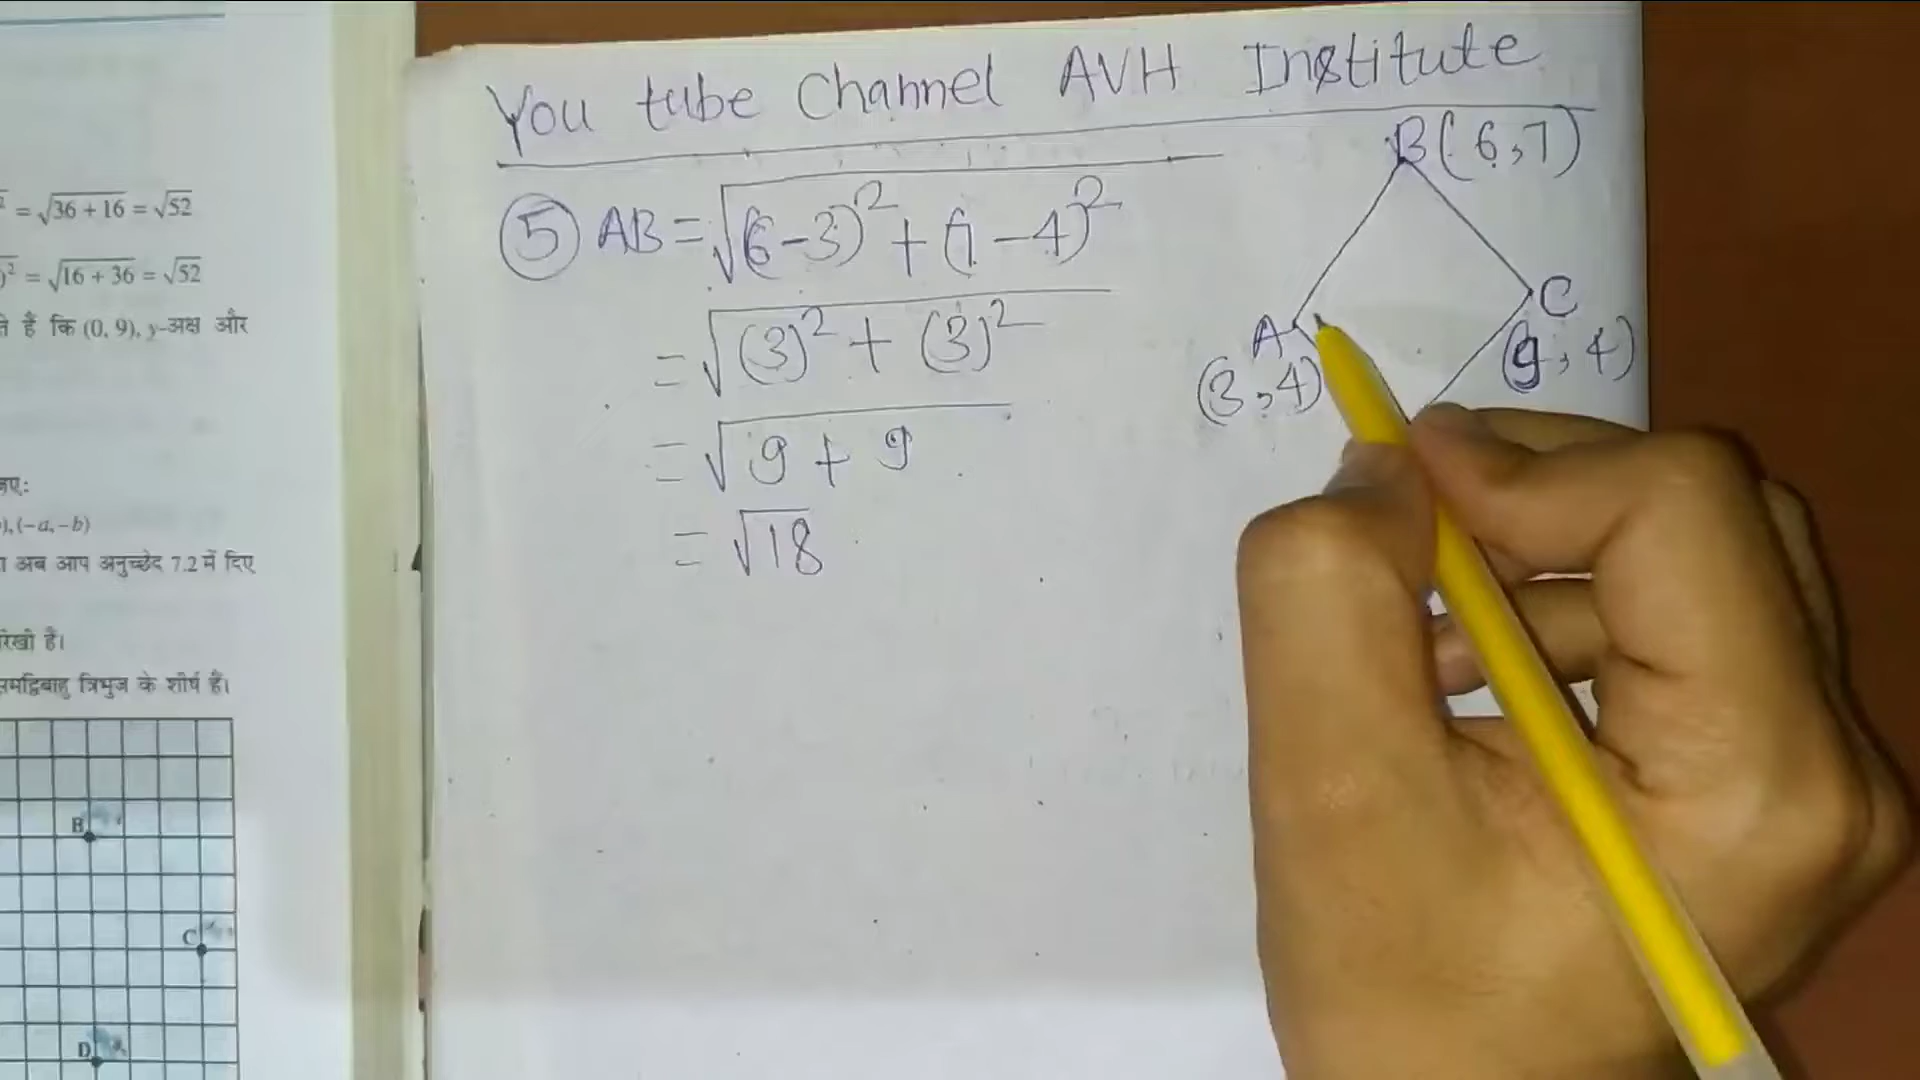 You tube Channel AVH Institute
² = √36 + 16 = √52
)² = √16 + 36 = √52
हैं कि (0, 9), y-अक्ष और
), (−a, −b)
अब आप अनुच्छेद 7.2 में दिए
हैं।
समद्विबाहु त्रिभुज के शीर्ष हैं।
B
C
D
⑤ AB = √(6 − 3)² + (7 − 4)²
= √(3)² + (3)²
= √9 + 9
= √18
B(6,7)
C
(9,4)
A
(3,4)